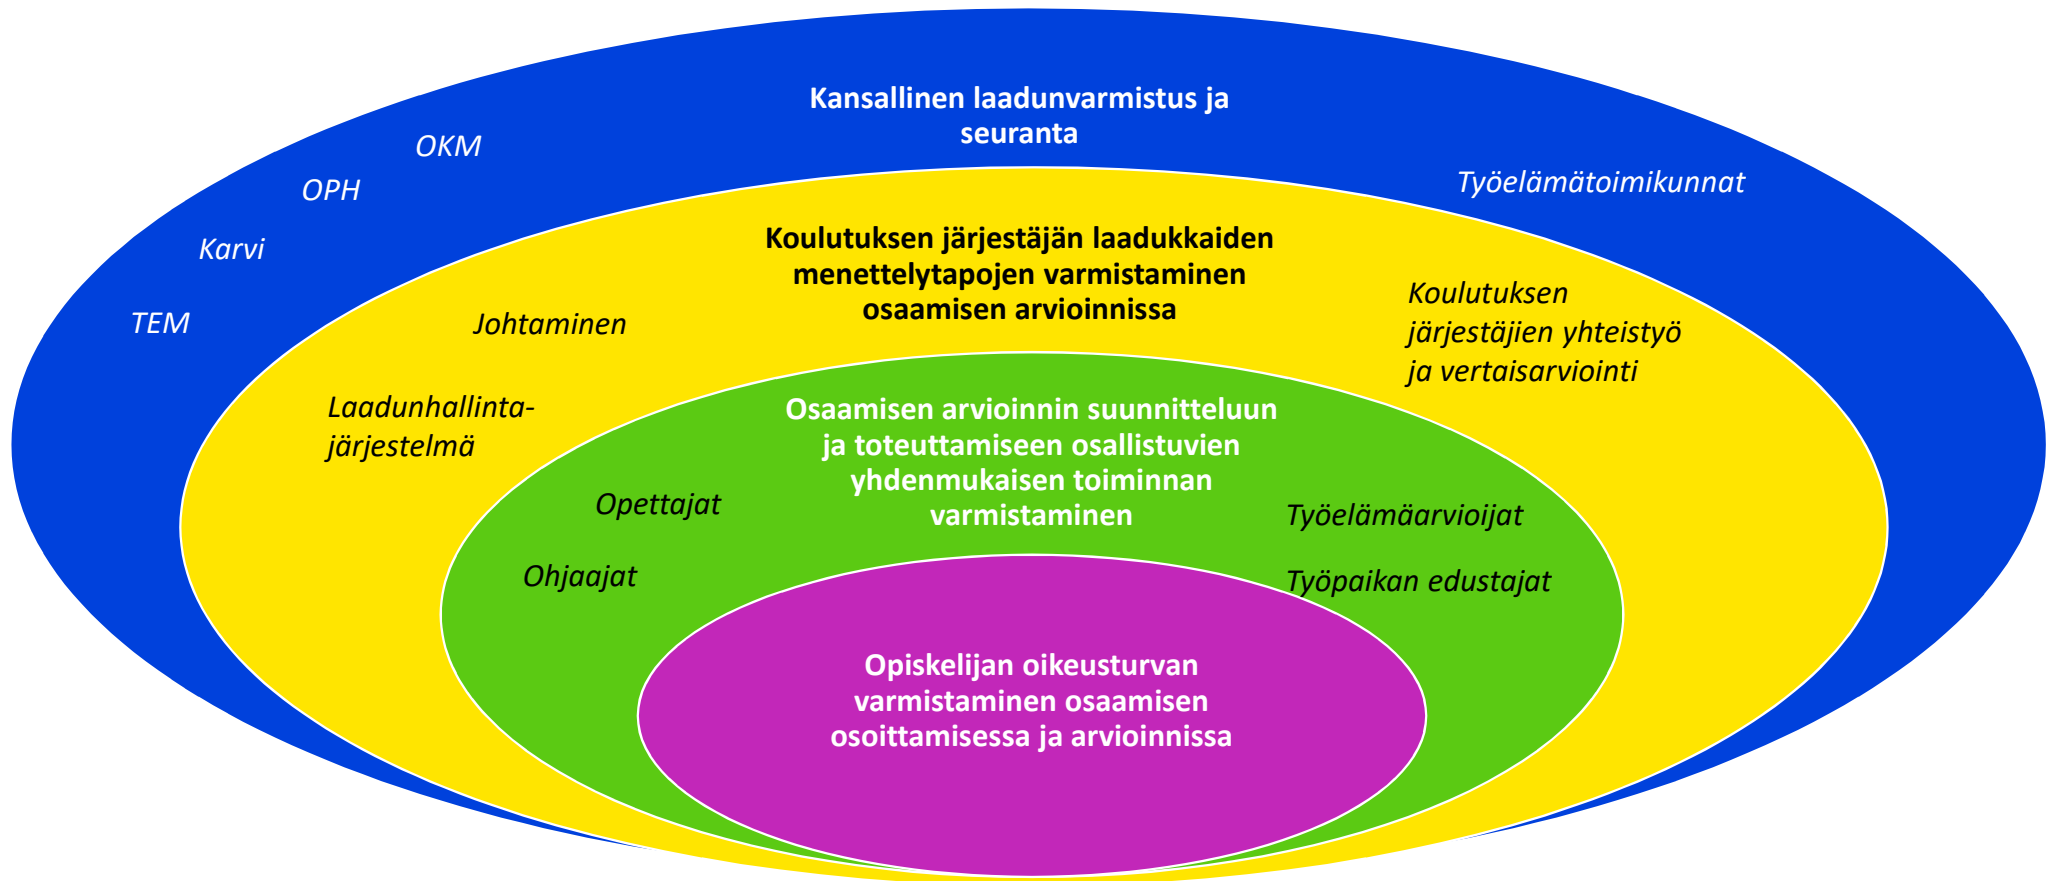 Kansallinen laadunvarmistus ja
seuranta
OKM
OPH
Karvi
TEM
Työelämätoimikunnat
Koulutuksen järjestäjän laadukkaiden
menettelytapojen varmistaminen
osaamisen arvioinnissa
Johtaminen
Laadunhallinta-
järjestelmä
Koulutuksen
järjestäjien yhteistyö
ja vertaisarviointi
Osaamisen arvioinnin suunnitteluun
ja toteuttamiseen osallistuvien
yhdenmukaisen toiminnan
varmistaminen
Opettajat
Ohjaajat
Työelämäarvioijat
Työpaikan edustajat
Opiskelijan oikeusturvan
varmistaminen osaamisen
osoittamisessa ja arvioinnissa